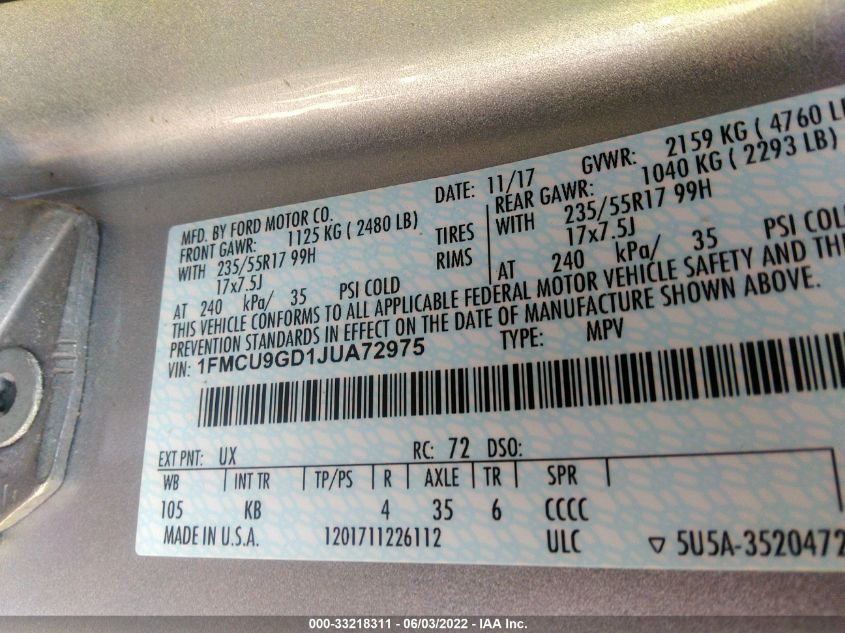 MFD. BY FORD MOTOR CO.
DATE: 11/17 GVWR: 2159 KG ( 4760 L
FRONT GAWR: 1125 KG ( 2480 LB) REAR GAWR: 1040 KG ( 2293 LB)
WITH 235/55R17 99H TIRES WITH 235/55R17 99H
17x7.5J RIMS 17x7.5J
AT 240 kPa/ 35 PSI COLD AT 240 kPa/ 35 PSI COLD
THIS VEHICLE CONFORMS TO ALL APPLICABLE FEDERAL MOTOR VEHICLE SAFETY AND THE
PREVENTION STANDARDS IN EFFECT ON THE DATE OF MANUFACTURE SHOWN ABOVE.
VIN: 1FMCU9GD1JUA72975 TYPE: MPV
EXT PNT: UX RC: 72 DSO:
WB INT TR TP/PS R AXLE TR SPR
105 KB 4 35 6 CCCC
MADE IN U.S.A. 1201711226112 ULC ▽ 5U5A-3520472
000-33218311 - 06/03/2022 - IAA Inc.